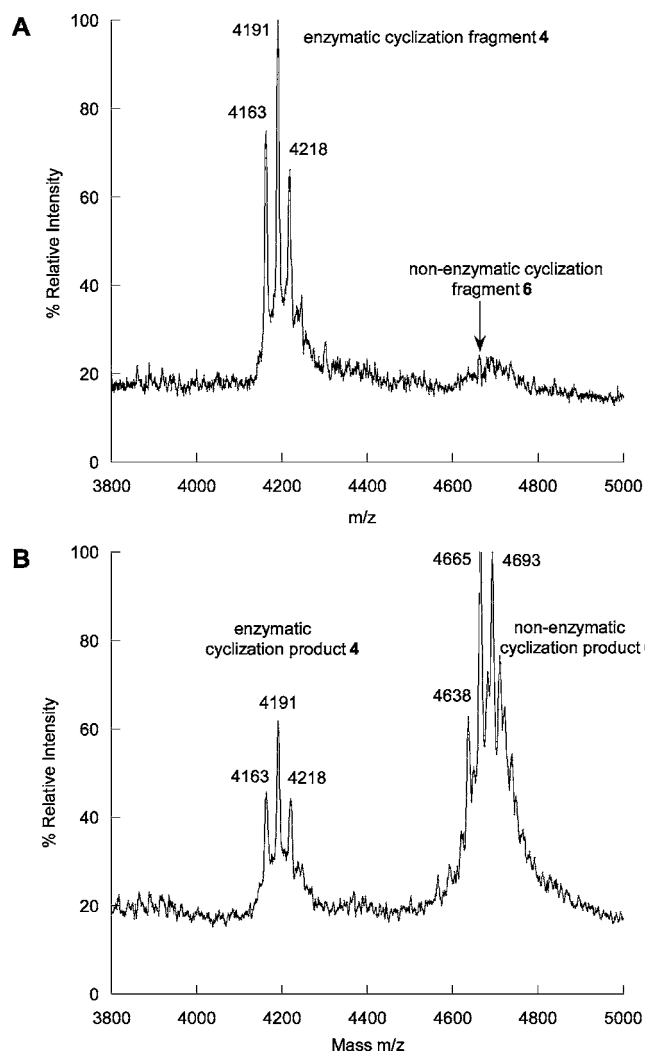 A
100
80
60
40
20
0
% Relative Intensity
4191
enzymatic cyclization fragment 4
4163
4218
non-enzymatic cyclization
fragment 6
3800 4000 4200 4400 4600 4800 5000
m/z
B
100
80
60
40
20
0
% Relative Intensity
4665
4693
enzymatic
cyclization product 4
non-enzymatic
cyclization product
4638
4191
4163
4218
3800 4000 4200 4400 4600 4800 5000
Mass m/z